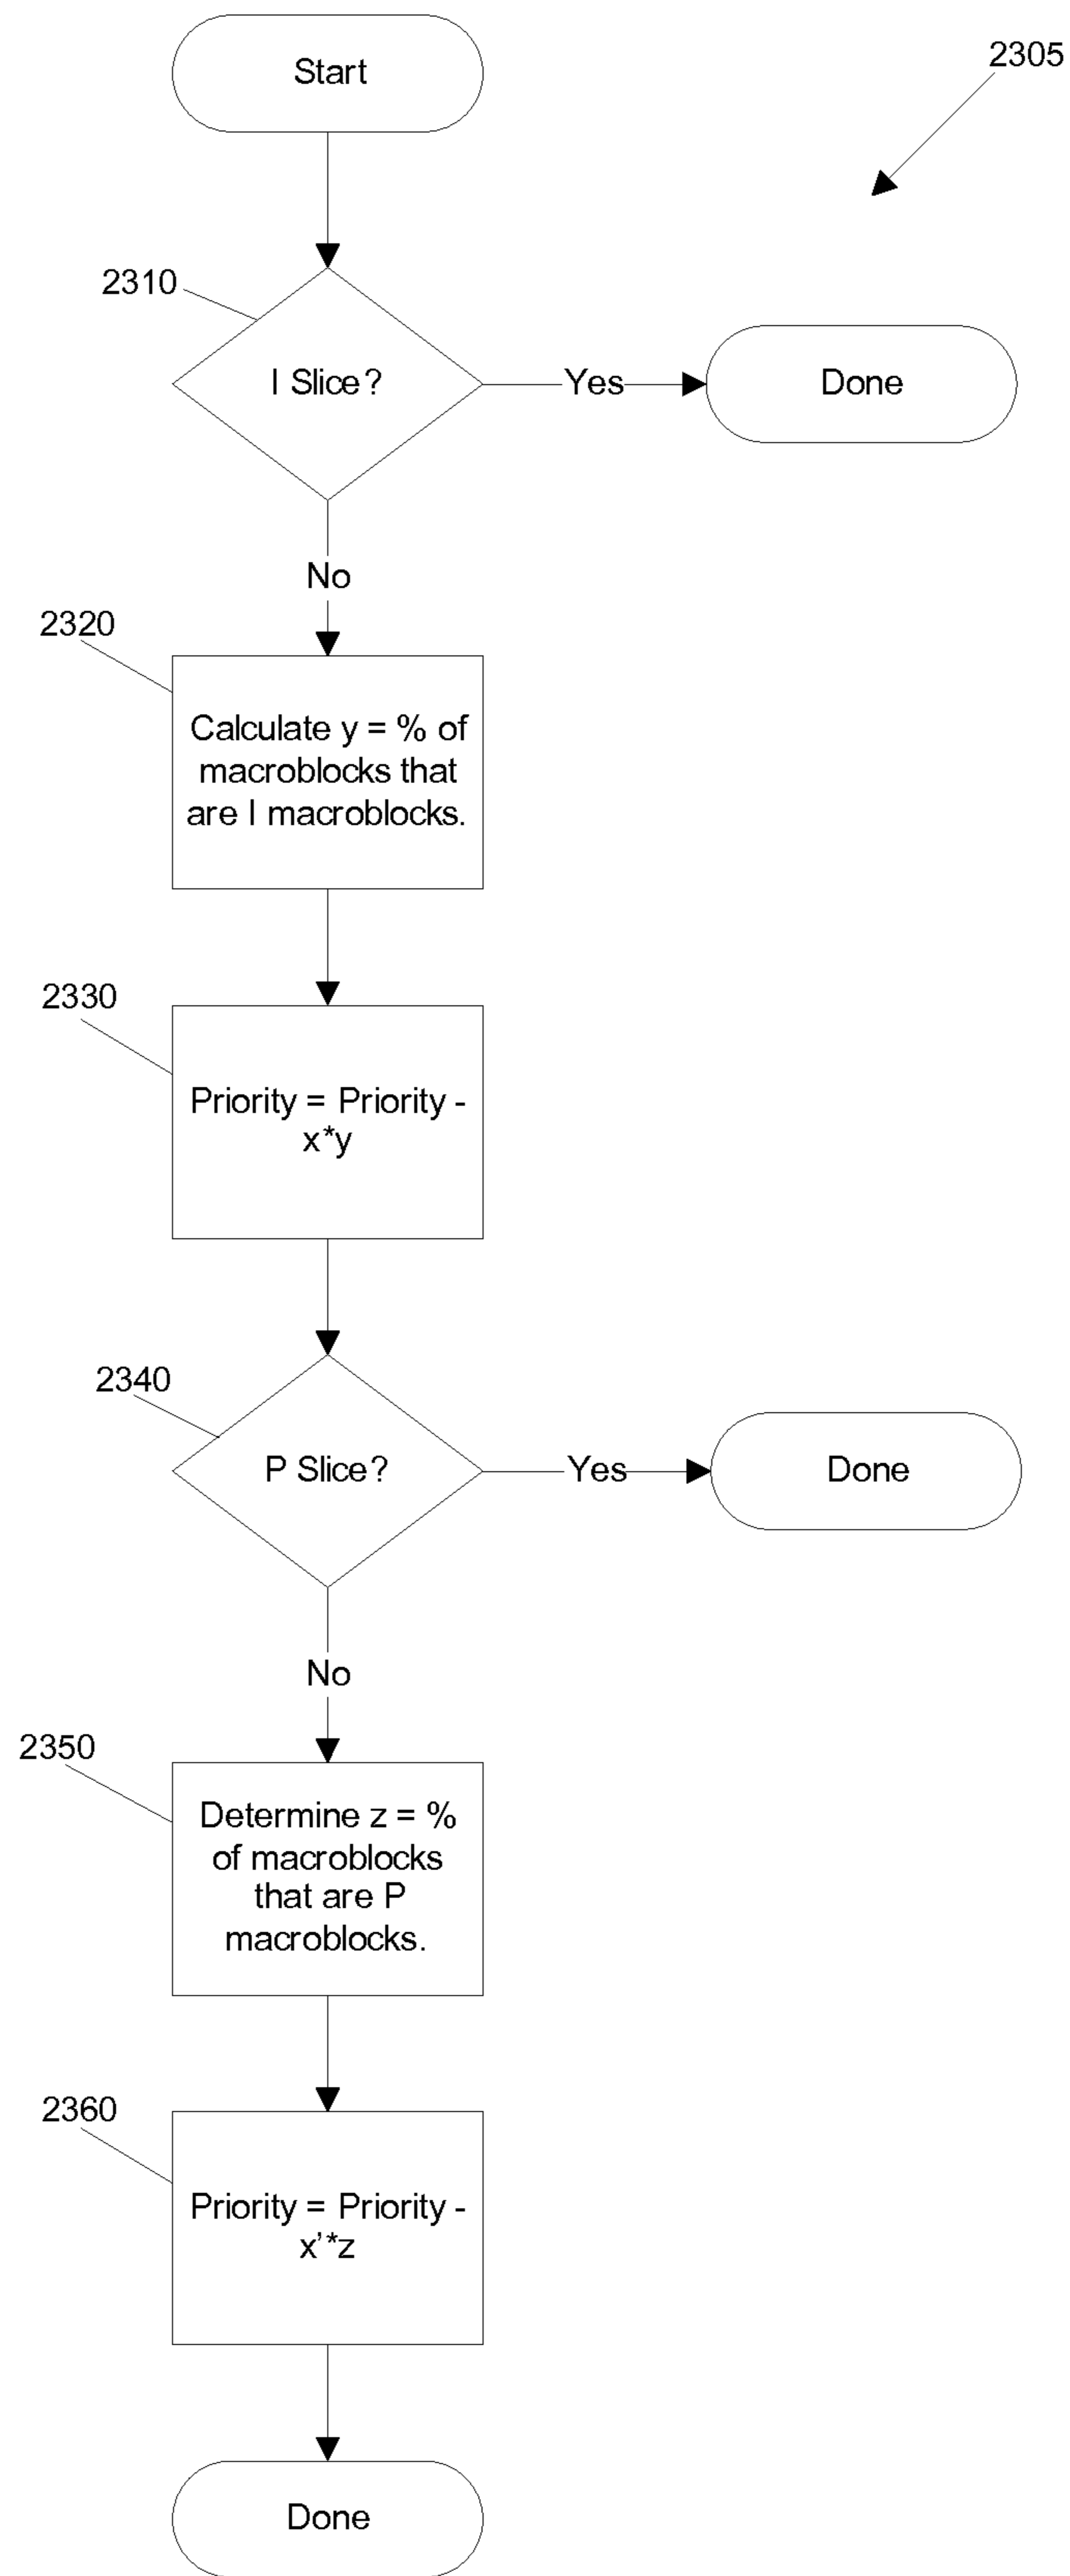 Start
2305
2310
I Slice?
Yes
Done
No
2320
Calculate y = % of
macroblocks that
are I macroblocks.
2330
Priority = Priority -
x*y
2340
P Slice?
Yes
Done
No
2350
Determine z = %
of macroblocks
that are P
macroblocks.
2360
Priority = Priority -
x’*z
Done